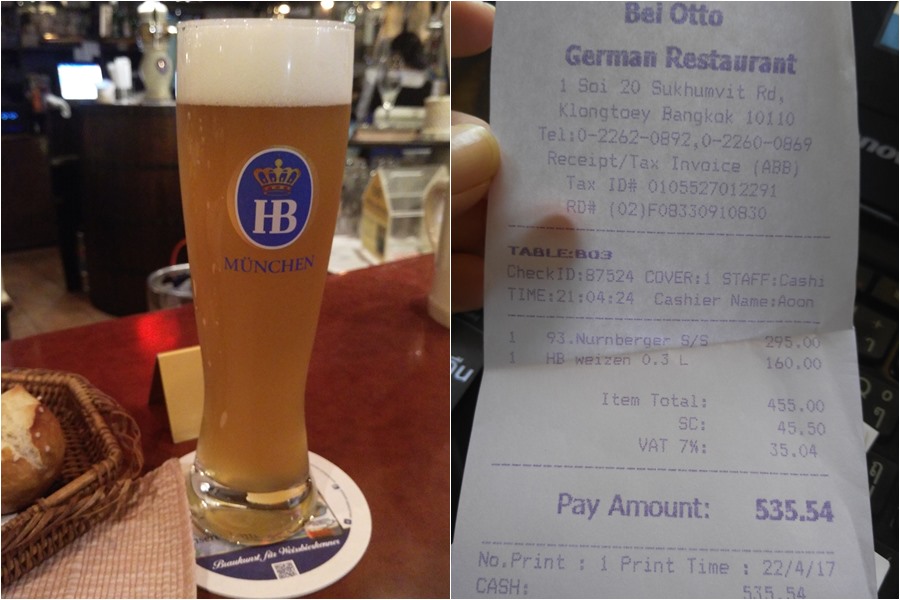 HB
MÜNCHEN
Braukunst für Weissbierkenner
Bei Otto
German Restaurant
1 Soi 20 Sukhumvit Rd,
Klongtoey Bangkok 10110
Tel:0-2262-0892,0-2260-0869
Receipt/Tax Invoice (ABB)
Tax ID# 0105527012291
RD# (02)F08330910830
TABLE:B03
CheckID:87524 COVER:1 STAFF:Cashi
TIME:21:04:24 Cashier Name:Aoon
1 93.Nurnberger S/S 295.00
1 HB weizen 0.3 L 160.00
Item Total: 455.00
SC: 45.50
VAT 7%: 35.04
Pay Amount: 535.54
No.Print : 1 Print Time : 22/4/17
CASH: 535.54